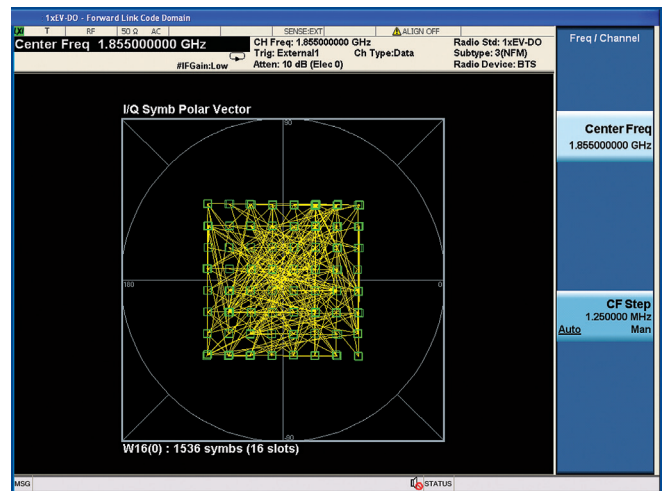 1xEV-DO - Forward Link Code Domain
T RF 50 Ω AC SENSE:EXT ALIGN OFF
Center Freq 1.855000000 GHz
#IFGain:Low
CH Freq: 1.855000000 GHz
Trig: External1 Ch Type:Data
Atten: 10 dB (Elec 0)
Radio Std: 1xEV-DO
Subtype: 3(NFM)
Radio Device: BTS
Freq / Channel
Center Freq
1.855000000 GHz
CF Step
1.250000 MHz
Auto Man
I/Q Symb Polar Vector
90
180
0
-90
W16(0) : 1536 symbs (16 slots)
MSG STATUS